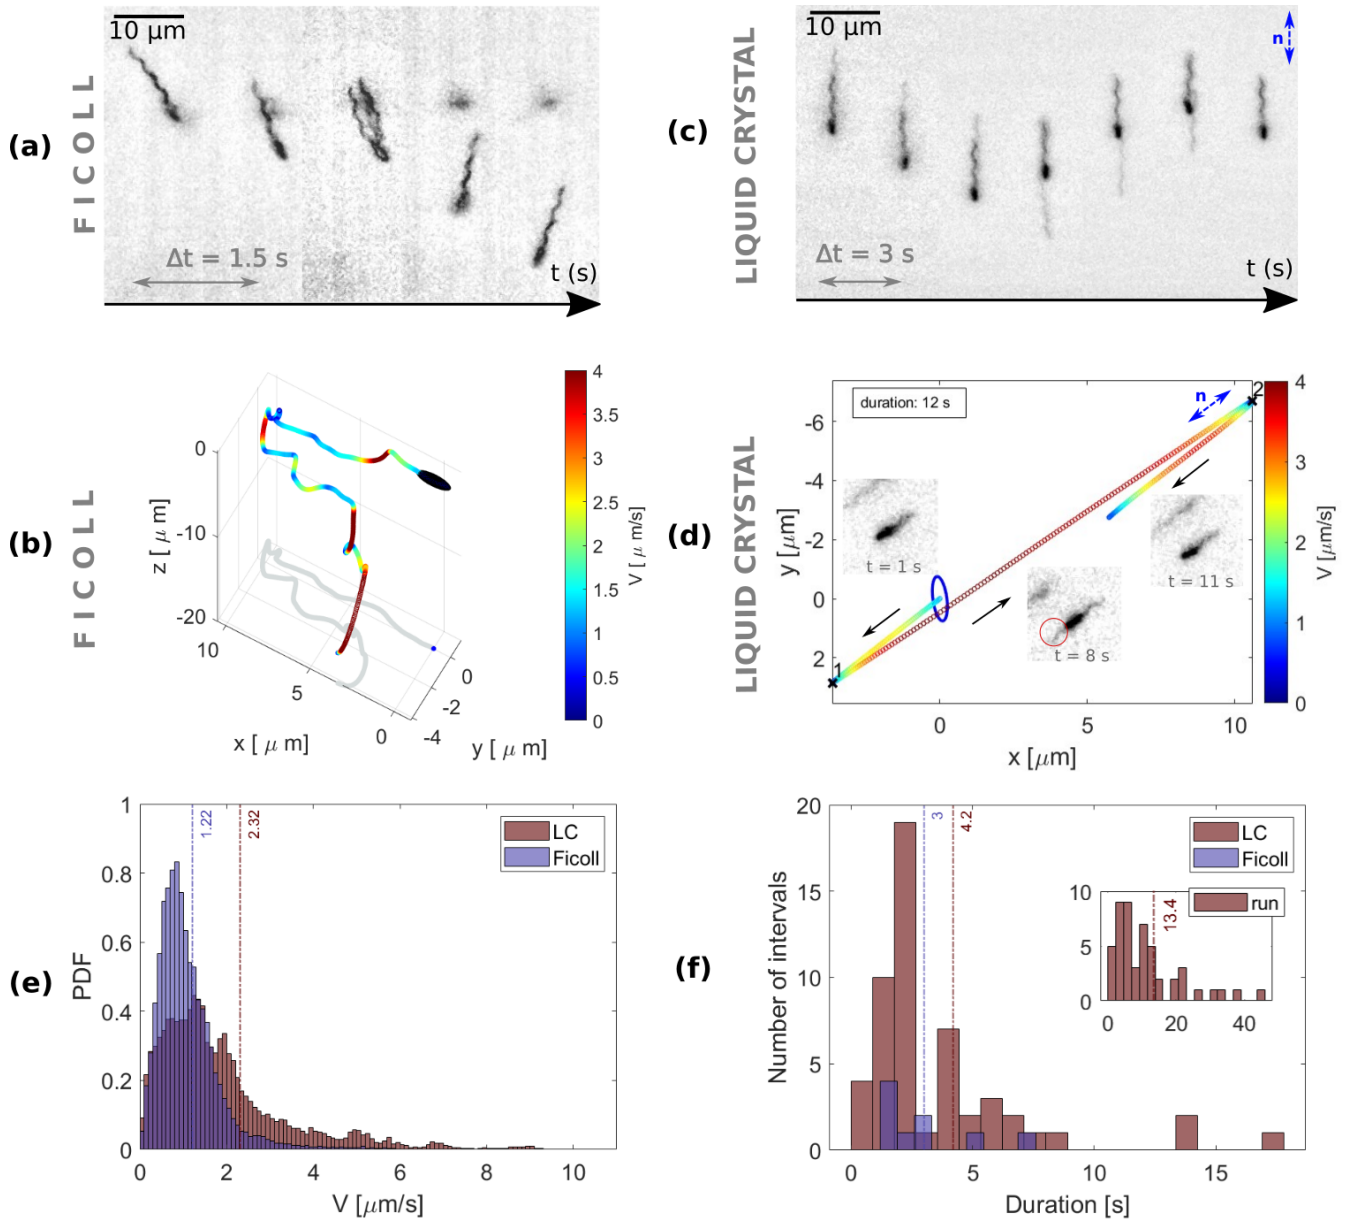 10 μm
(a)
FICOLL
Δt = 1.5 s
t (s)
10 μm
n
(c)
LIQUID CRYSTAL
Δt = 3 s
t (s)
(b)
FICOLL
0
-10
-20
z [ μ m]
10
5
0
x [ μ m]
0
-2
-4
y [ μ m]
4
3.5
3
2.5
2
1.5
1
0.5
0
V [ μ m/s]
(d)
LIQUID CRYSTAL
duration: 12 s
n
2
1
-6
-4
-2
0
2
y [μm]
t = 1 s
t = 11 s
t = 8 s
0
5
10
x [μm]
4
3
2
1
0
V [μm/s]
(e)
1
0.8
0.6
0.4
0.2
0
PDF
1.22
2.32
LC
Ficoll
0
2
4
6
8
10
V [μm/s]
(f)
20
15
10
5
0
Number of intervals
3
4.2
LC
Ficoll
10
5
0
13.4
run
0
20
40
0
5
10
15
Duration [s]